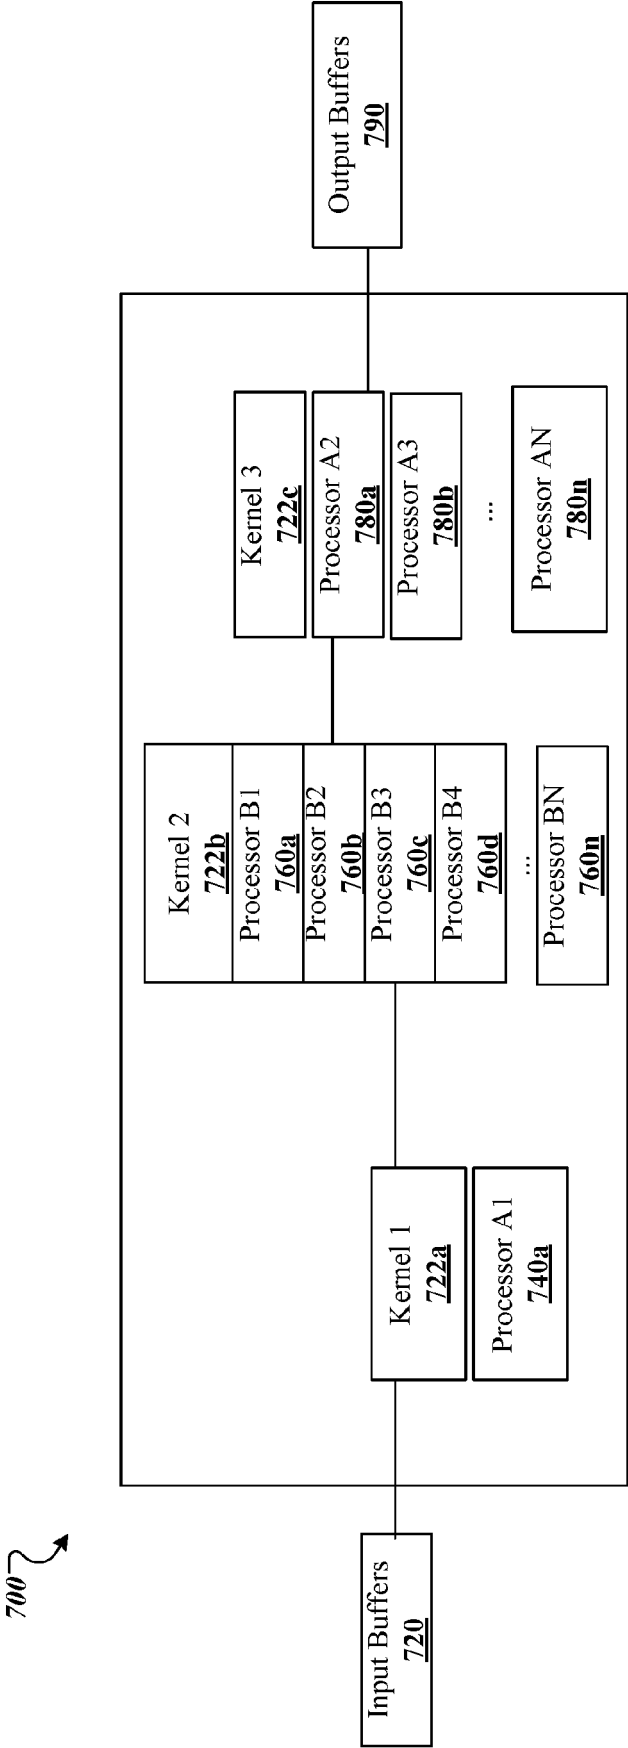 700
Input Buffers
720
Kernel 1
722a
Processor A1
740a
Kernel 2
722b
Processor B1
760a
Processor B2
760b
Processor B3
760c
Processor B4
760d
...
Processor BN
760n
Kernel 3
722c
Processor A2
780a
Processor A3
780b
...
Processor AN
780n
Output Buffers
790